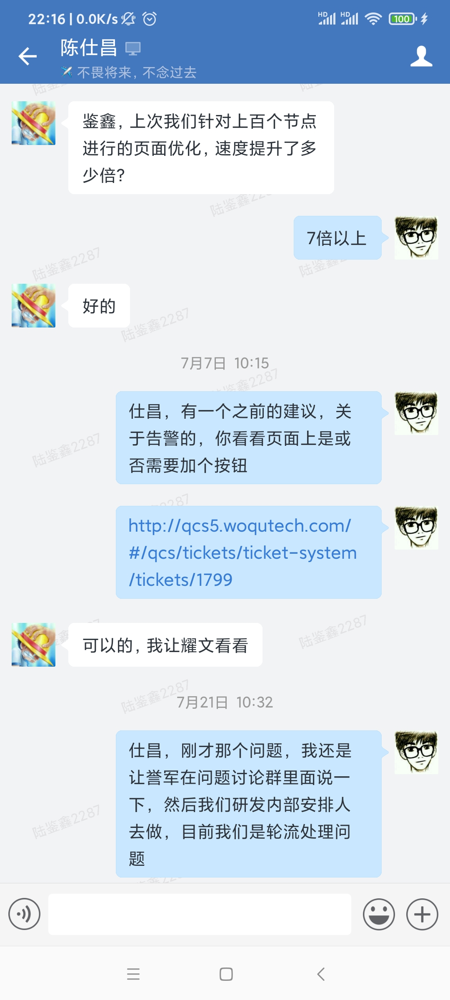 22:16 | 0.0K/s
HD HD 100
陈仕昌
不畏将来, 不念过去
鉴鑫, 上次我们针对上百个节点
进行的页面优化, 速度提升了多
少倍?
陆鉴鑫
7倍以上
陆鉴鑫2287
陆鉴鑫
好的
陆鉴鑫2287
7月7日 10:15
2287
仕昌，有一个之前的建议，关
于告警的，你看看页面上是或
否需要加个按钮
陆鉴鑫2287
http://qcs5.woqutech.com/
#/qcs/tickets/ticket-system
/tickets/1799
可以的, 我让耀文看看
陆鉴鑫2287
陆鉴鑫2287
7月21日 10:32
仕昌，刚才那个问题，我还是
让誉军在问题讨论群里面说一
下，然后我们研发内部安排人
去做，目前我们是轮流处理问
题
陆鉴鑫2287